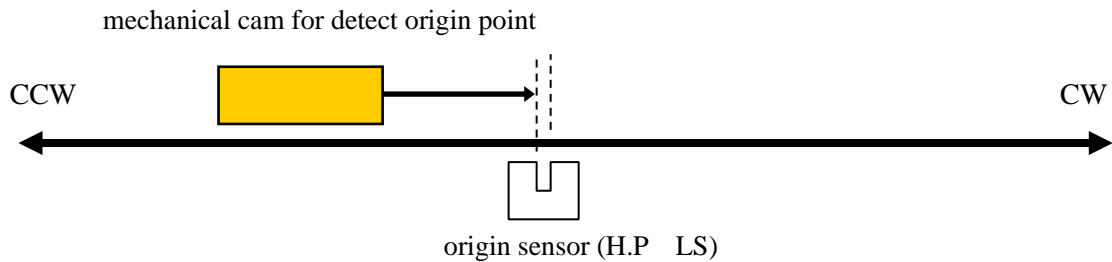 mechanical cam for detect origin point
CCW
CW
origin sensor (H.P LS)